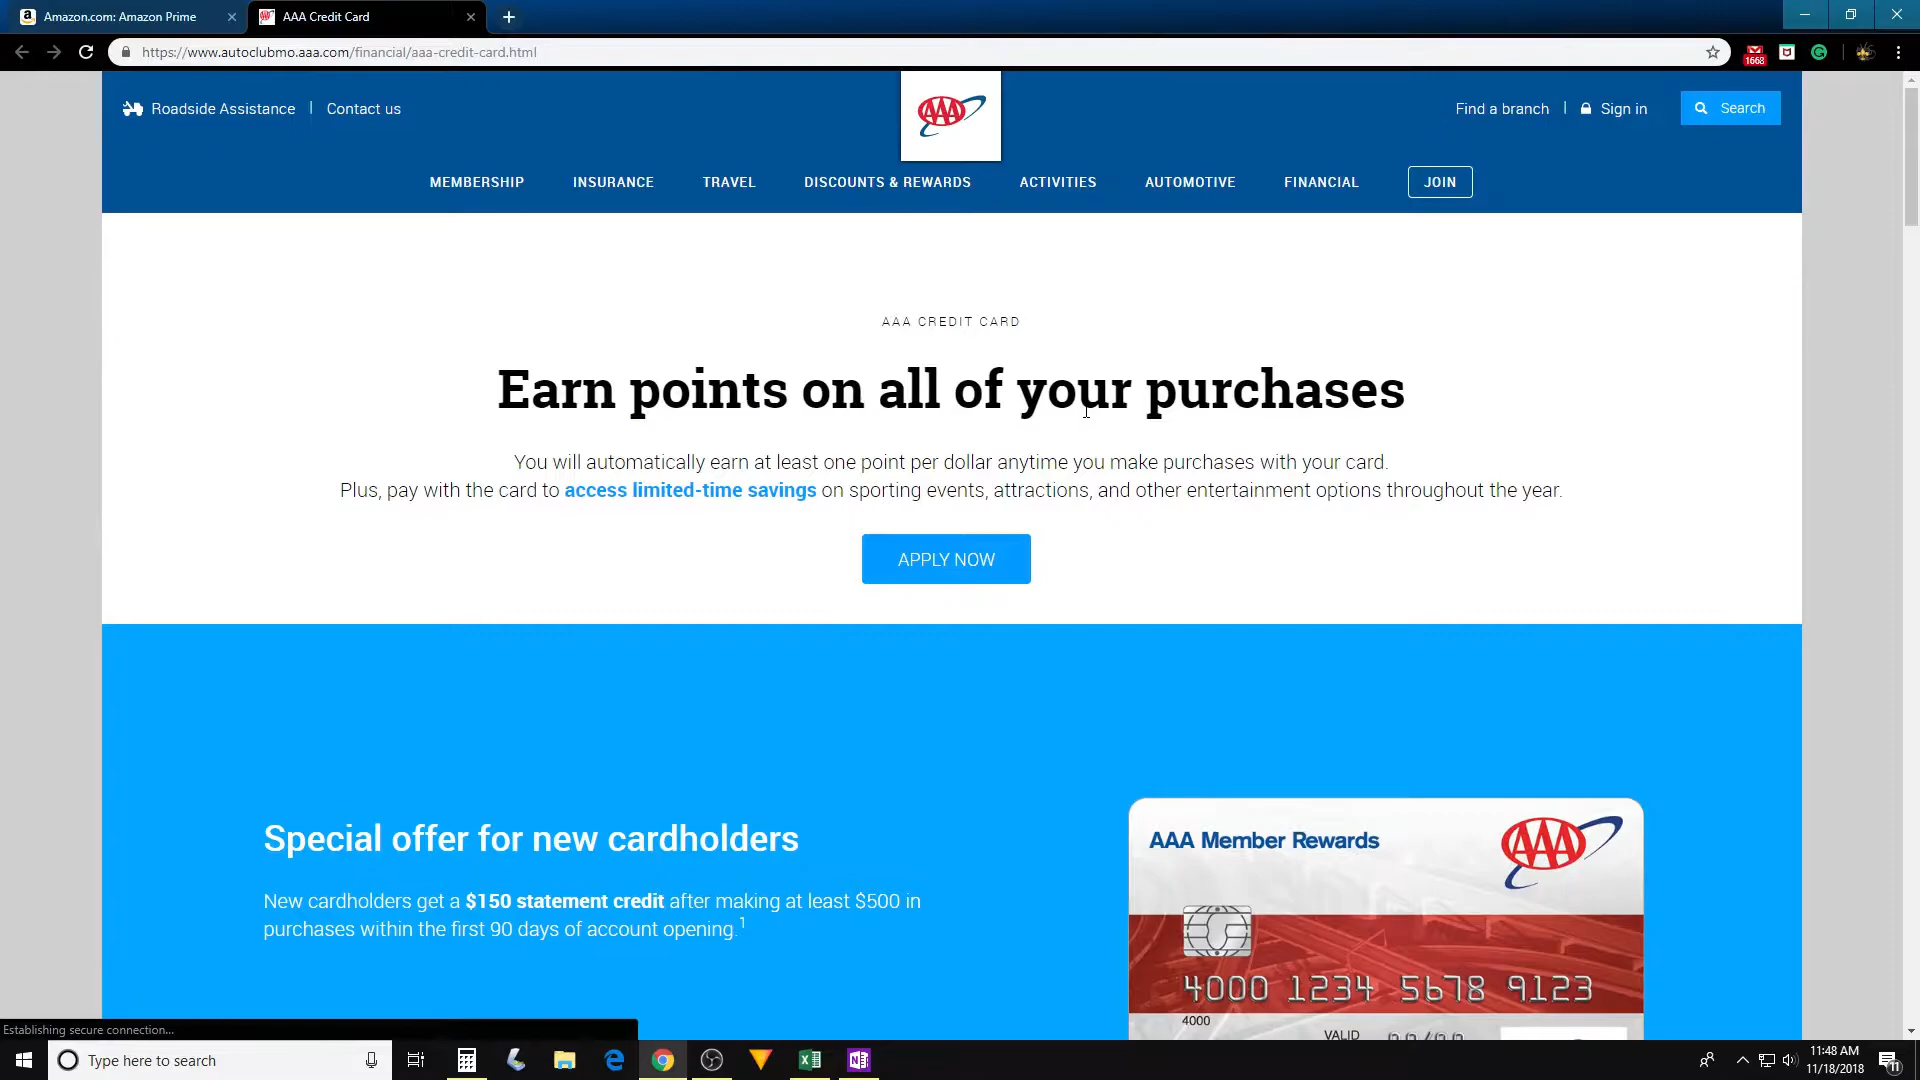 Amazon.com: Amazon Prime
AAA Credit Card
https://www.autoclubmo.aaa.com/financial/aaa-credit-card.html
1668
Roadside Assistance | Contact us
AAA
Find a branch | Sign in
Search
MEMBERSHIP INSURANCE TRAVEL DISCOUNTS & REWARDS ACTIVITIES AUTOMOTIVE FINANCIAL JOIN
AAA CREDIT CARD
Earn points on all of your purchases
You will automatically earn at least one point per dollar anytime you make purchases with your card.
Plus, pay with the card to access limited-time savings on sporting events, attractions, and other entertainment options throughout the year.
APPLY NOW
Special offer for new cardholders
New cardholders get a $150 statement credit after making at least $500 in
purchases within the first 90 days of account opening.1
AAA Member Rewards
AAA
4000 1234 5678 9123
4000
VALID
Establishing secure connection...
Type here to search
11:48 AM
11/18/2018
11